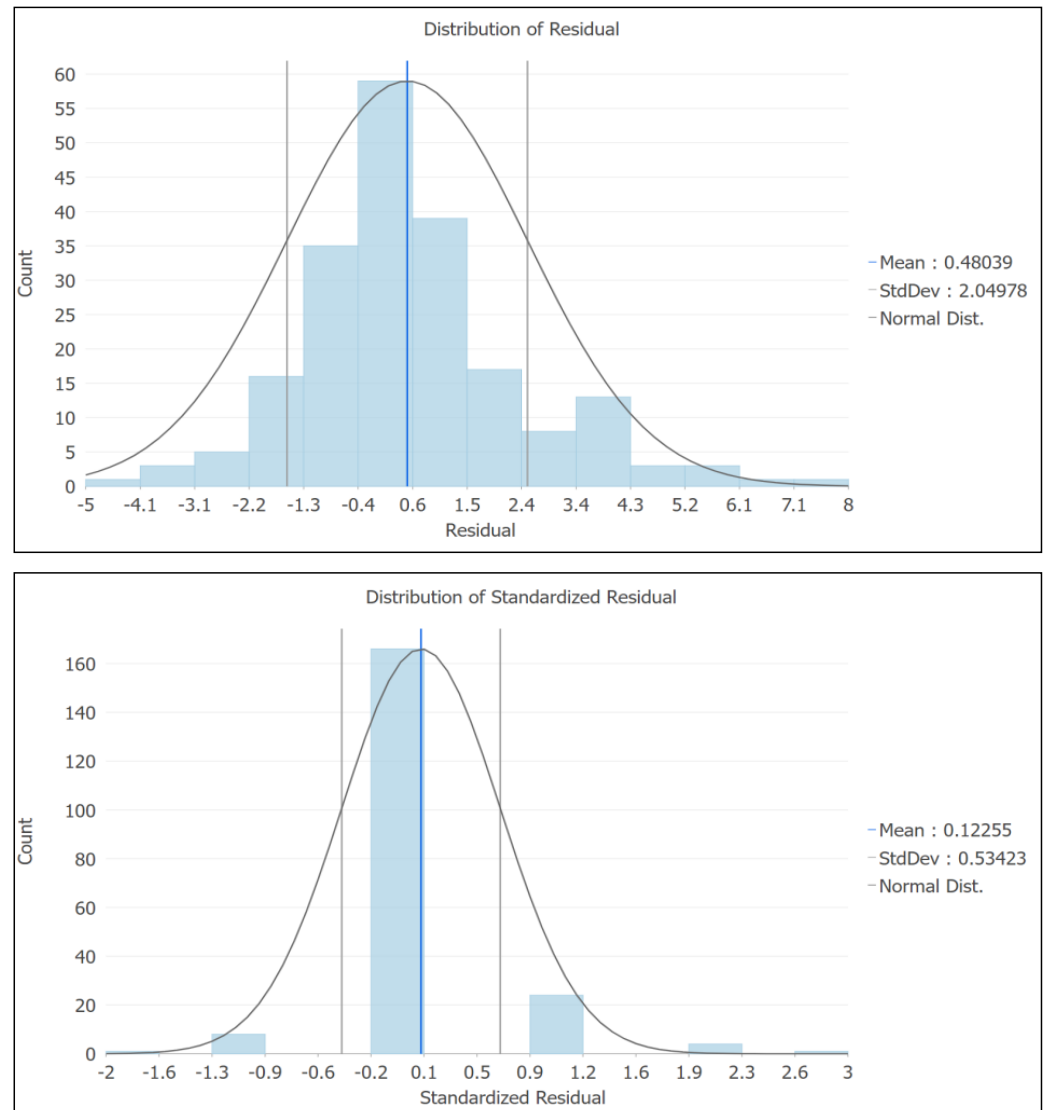 Distribution of Residual
60
55
50
45
40
35
30
25
20
15
10
5
0
Count
-5 -4.1 -3.1 -2.2 -1.3 -0.4 0.6 1.5 2.4 3.4 4.3 5.2 6.1 7.1 8
Residual
Mean : 0.48039
StdDev : 2.04978
Normal Dist.
Distribution of Standardized Residual
160
140
120
100
80
60
40
20
0
Count
-2 -1.6 -1.3 -0.9 -0.6 -0.2 0.1 0.5 0.9 1.2 1.6 1.9 2.3 2.6 3
Standardized Residual
Mean : 0.12255
StdDev : 0.53423
Normal Dist.